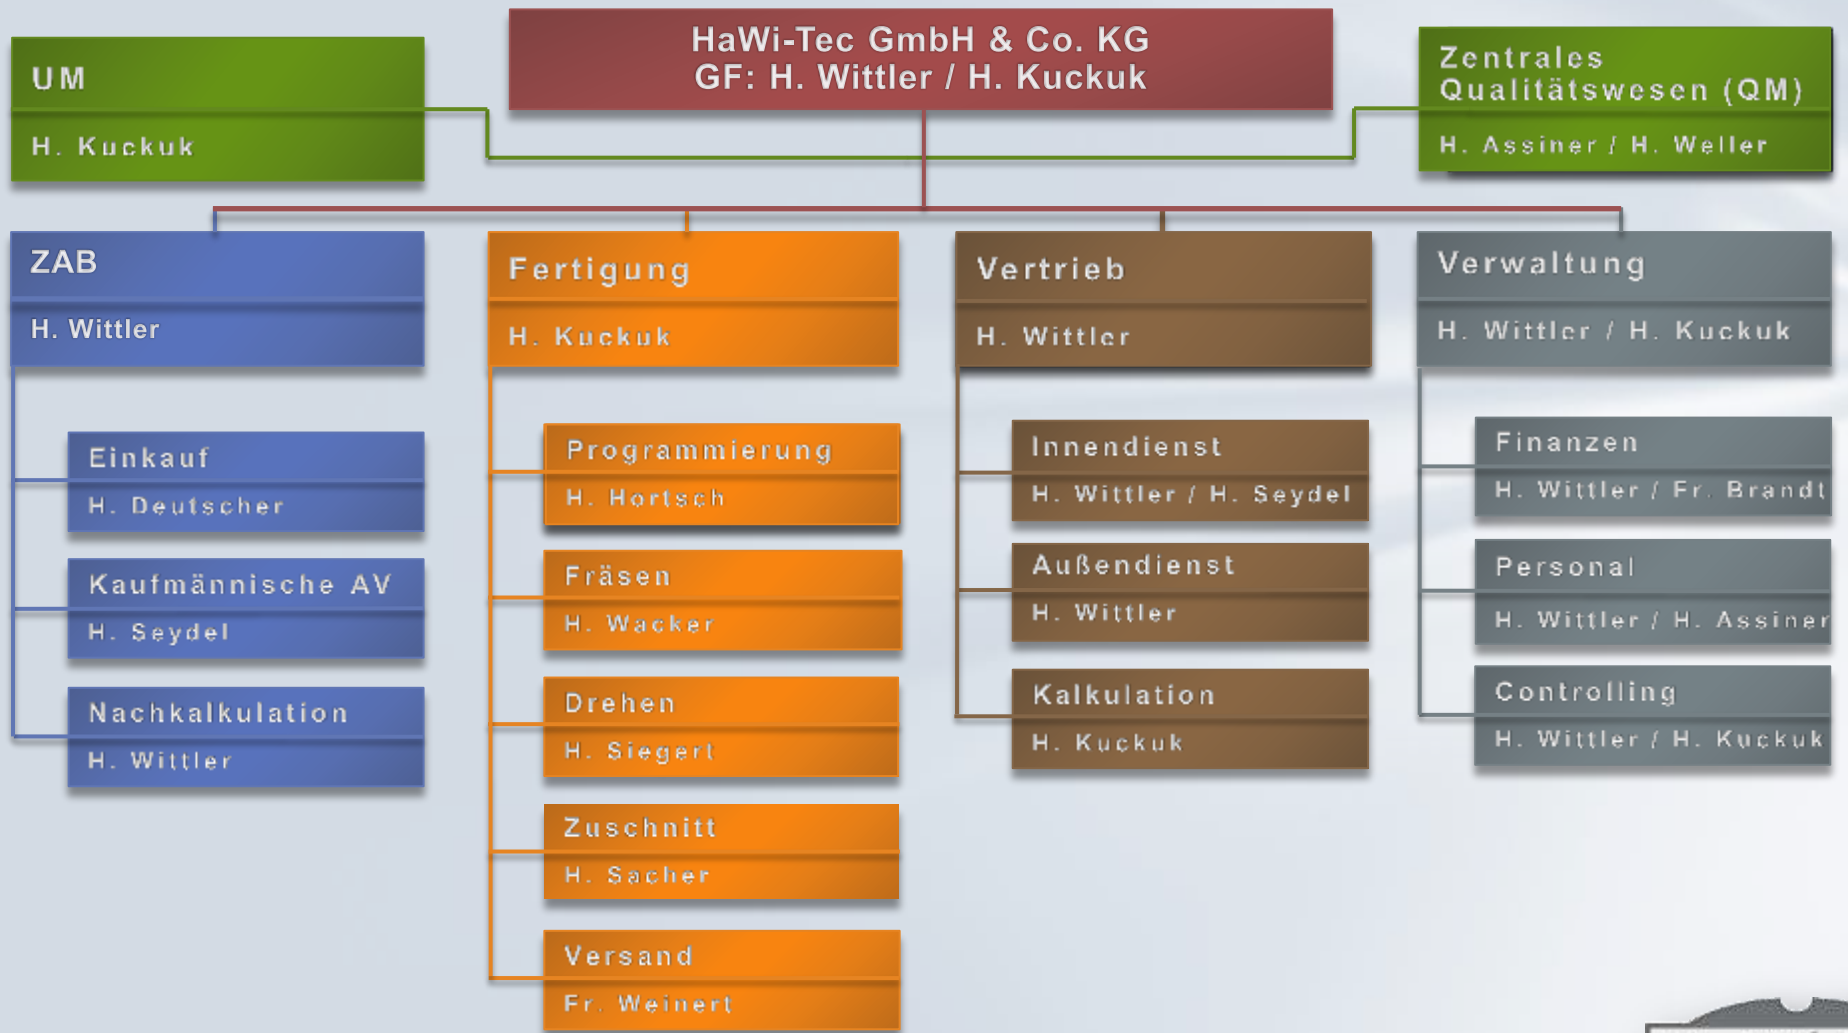 HaWi-Tec GmbH & Co. KG
GF: H. Wittler / H. Kuckuk
UM
H. Kuckuk
Zentrales
Qualitätswesen (QM)
H. Assiner / H. Weller
ZAB
H. Wittler
Einkauf
H. Deutscher
Kaufmännische AV
H. Seydel
Nachkalkulation
H. Wittler
Fertigung
H. Kuckuk
Programmierung
H. Hortsch
Fräsen
H. Wacker
Drehen
H. Siegert
Zuschnitt
H. Sacher
Versand
Fr. Weinert
Vertrieb
H. Wittler
Innendienst
H. Wittler / H. Seydel
Außendienst
H. Wittler
Kalkulation
H. Kuckuk
Verwaltung
H. Wittler / H. Kuckuk
Finanzen
H. Wittler / Fr. Brandt
Personal
H. Wittler / H. Assiner
Controlling
H. Wittler / H. Kuckuk